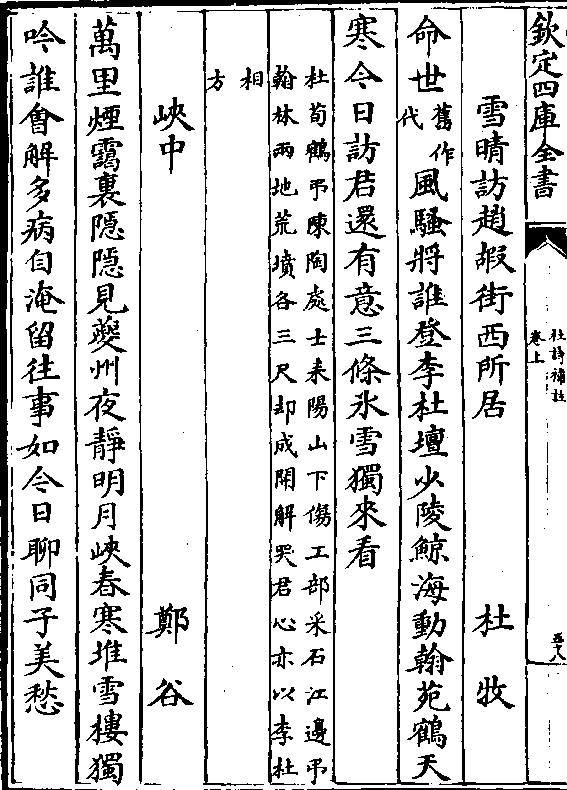 欽定四庫全書
杜詩補註
卷上
五八
雪晴訪趙嘏街西所居 杜牧
命世舊作代風騷將誰登李杜壇少陵鯨海動翰苑鶴天
寒今日訪君還有意三條氷雪獨來看
杜荀鶴弔陳陶處士耒陽山下傷工部采石江邊弔
翰林兩地荒墳各三尺却成開解哭君心亦以李杜
相
方
峽中 鄭谷
萬里煙靄裏隱隱見夔州夜靜明月峽春寒堆雪樓獨
吟誰會解多病自淹留往事如今日聊同子美愁